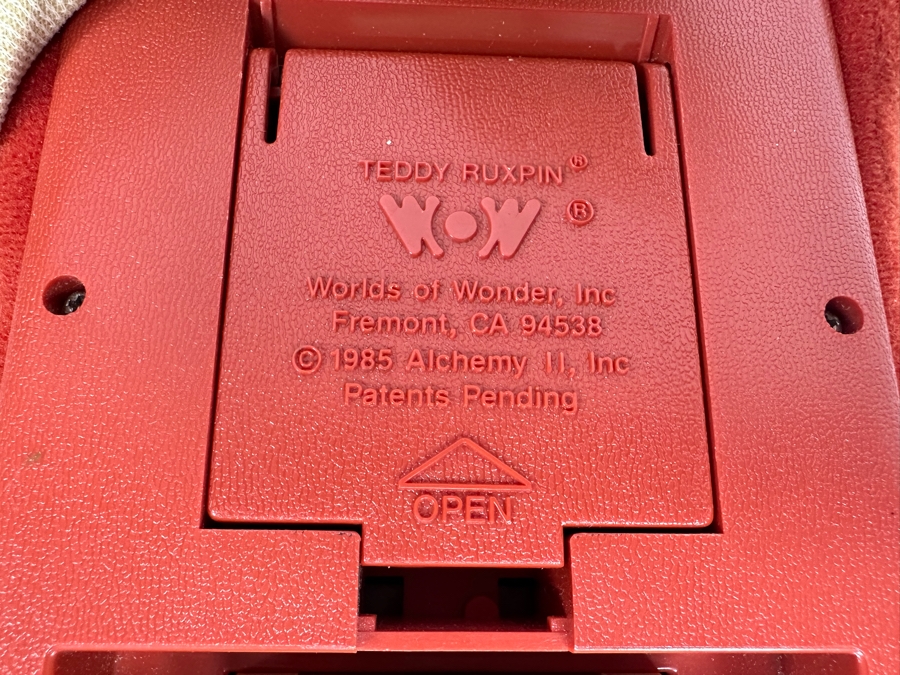 TEDDY RUXPIN®
WOW ®
Worlds of Wonder, Inc
Fremont, CA 94538
© 1985 Alchemy II, Inc
Patents Pending
OPEN